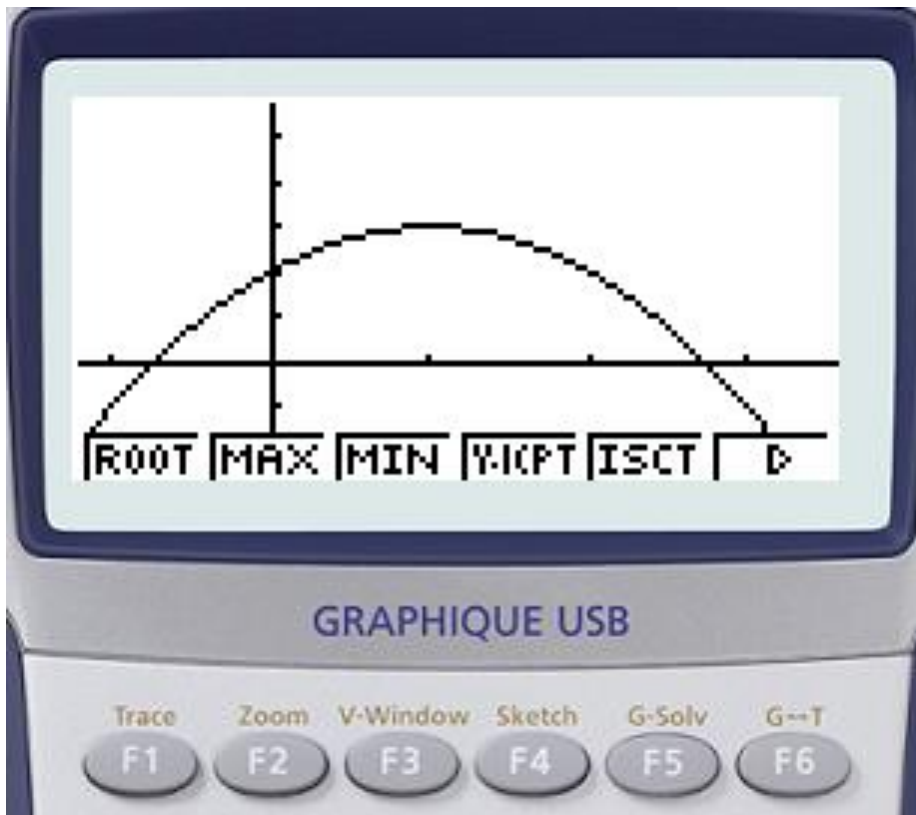 ROOT MAX MIN Y-ICPT ISCT ▷
GRAPHIQUE USB
Trace Zoom V-Window Sketch G-Solv G↔T
F1 F2 F3 F4 F5 F6